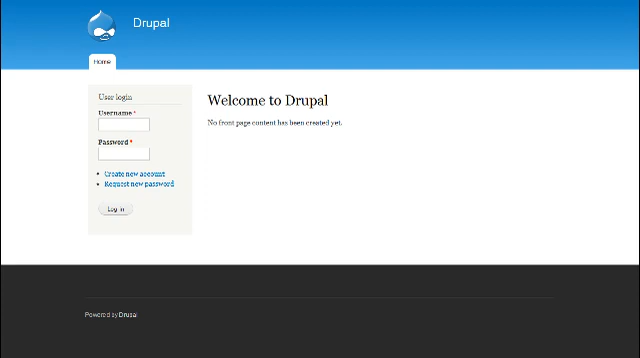 Drupal
Home
User login
Username *
Password *
Create new account
Request new password
Log in
Welcome to Drupal
No front page content has been created yet.
Powered by Drupal